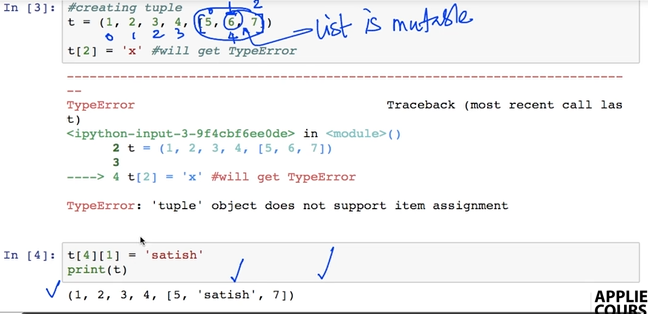 In [3]: #creating tuple
t = (1, 2, 3, 4, [5, 6, 7])
0 1 2 3 4
0 1 2
List is mutable
t[2] = 'x' #will get TypeError
---------------------------------------------------------------------------
TypeError Traceback (most recent call las
t)
<ipython-input-3-9f4cbf6ee0de> in <module>()
2 t = (1, 2, 3, 4, [5, 6, 7])
3
----> 4 t[2] = 'x' #will get TypeError
TypeError: 'tuple' object does not support item assignment
In [4]: t[4][1] = 'satish'
print(t)
(1, 2, 3, 4, [5, 'satish', 7])
APPLIE
COURS